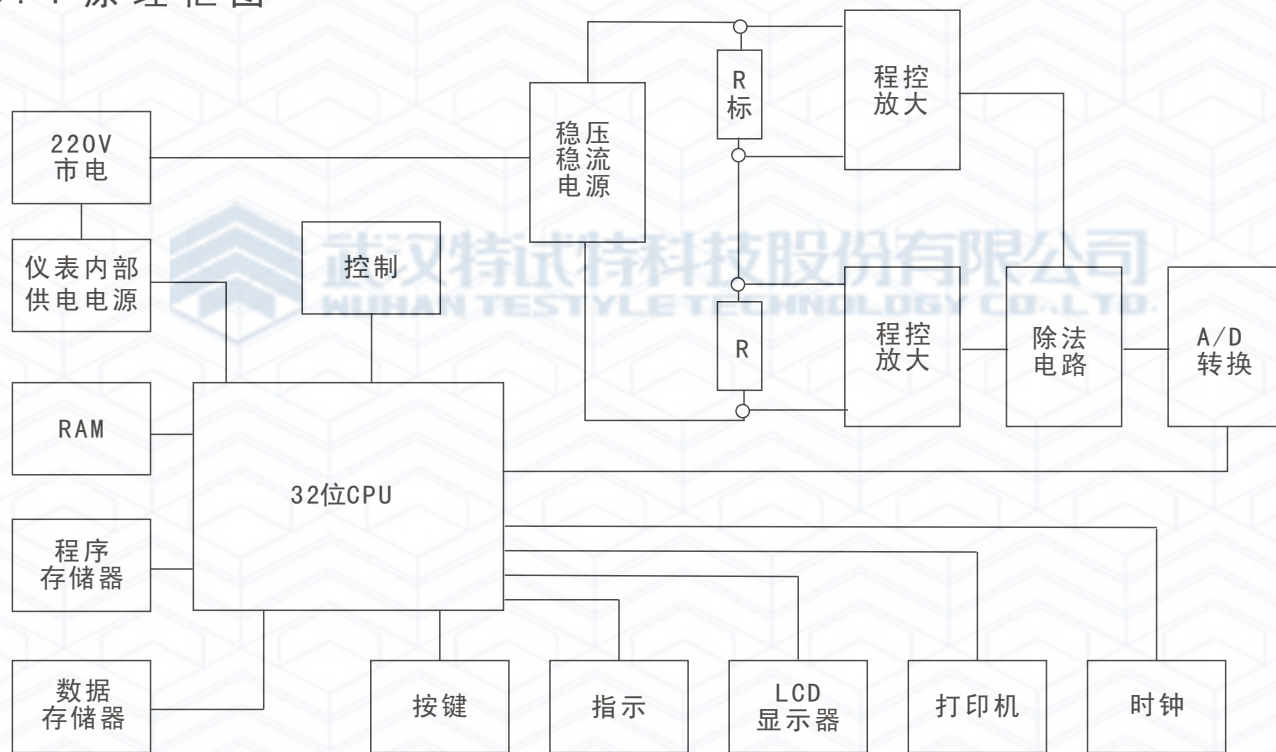 原理框图
220V
市电
稳压
稳流
电源
R
标
程控
放大
仪表内部
供电电源
控制
武汉特试特科技股份有限公司
WUHAN TESTYLE TECHNOLOGY CO.,LTD.
R
程控
放大
除法
电路
A/D
转换
RAM
32位CPU
程序
存储器
数据
存储器
按键
指示
LCD
显示器
打印机
时钟